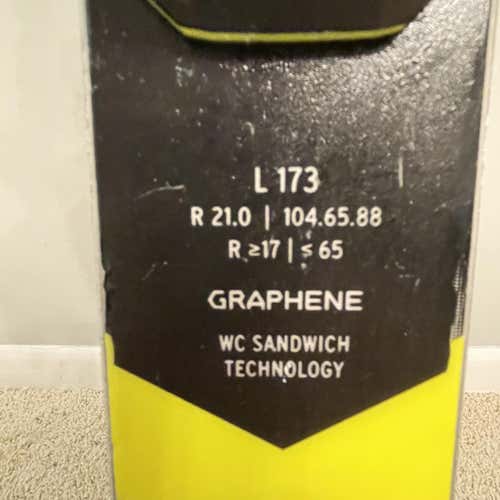 L 173
R 21.0 | 104.65.88
R ≥17 | ≤ 65
GRAPHENE
WC SANDWICH
TECHNOLOGY